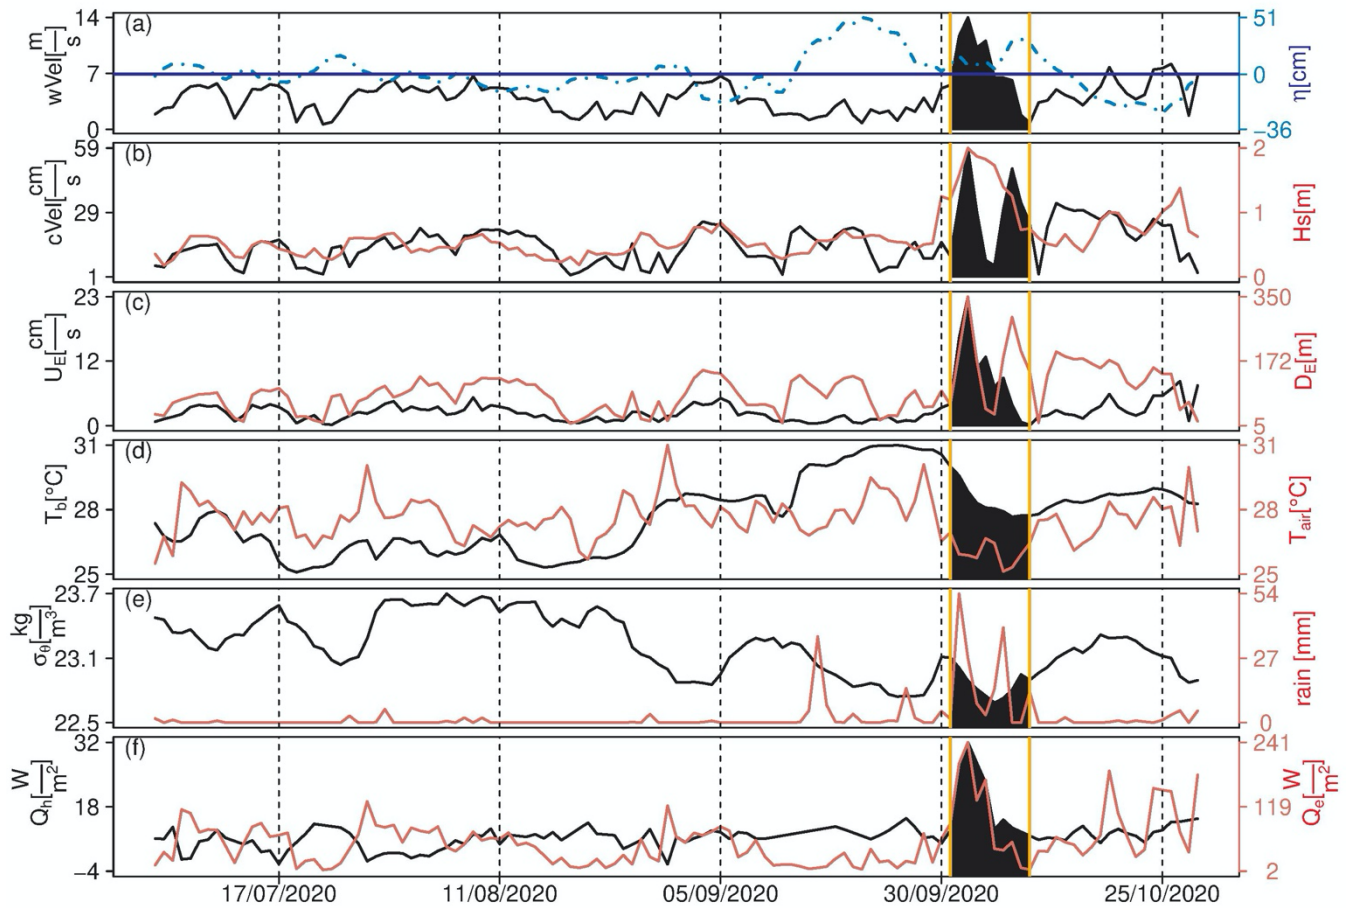 (a)
wVel[m/s]
14
7
0
51
0
−36
η[cm]
(b)
cVel[cm/s]
59
29
1
2
1
0
Hs[m]
(c)
U_E[cm/s]
23
12
0
350
172
5
D_E[m]
(d)
T_b[°C]
31
28
25
31
28
25
T_air[°C]
(e)
σ_θ[kg/m³]
23.7
23.1
22.5
54
27
0
rain [mm]
(f)
Q_h[W/m²]
32
18
−4
241
119
2
Q_e[W/m²]
17/07/2020 11/08/2020 05/09/2020 30/09/2020 25/10/2020